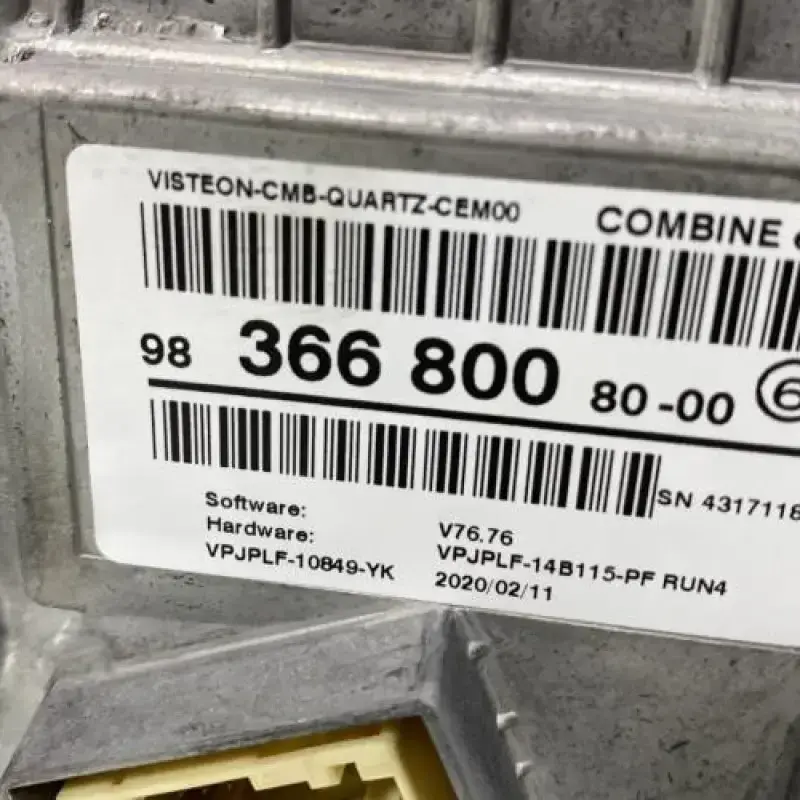 VISTEON-CMB-QUARTZ-CEM00 COMBINE
98 366 800 80-00 6
SN 4317118
Software: V76.76
Hardware: VPJPLF-14B115-PF RUN4
VPJPLF-10849-YK 2020/02/11